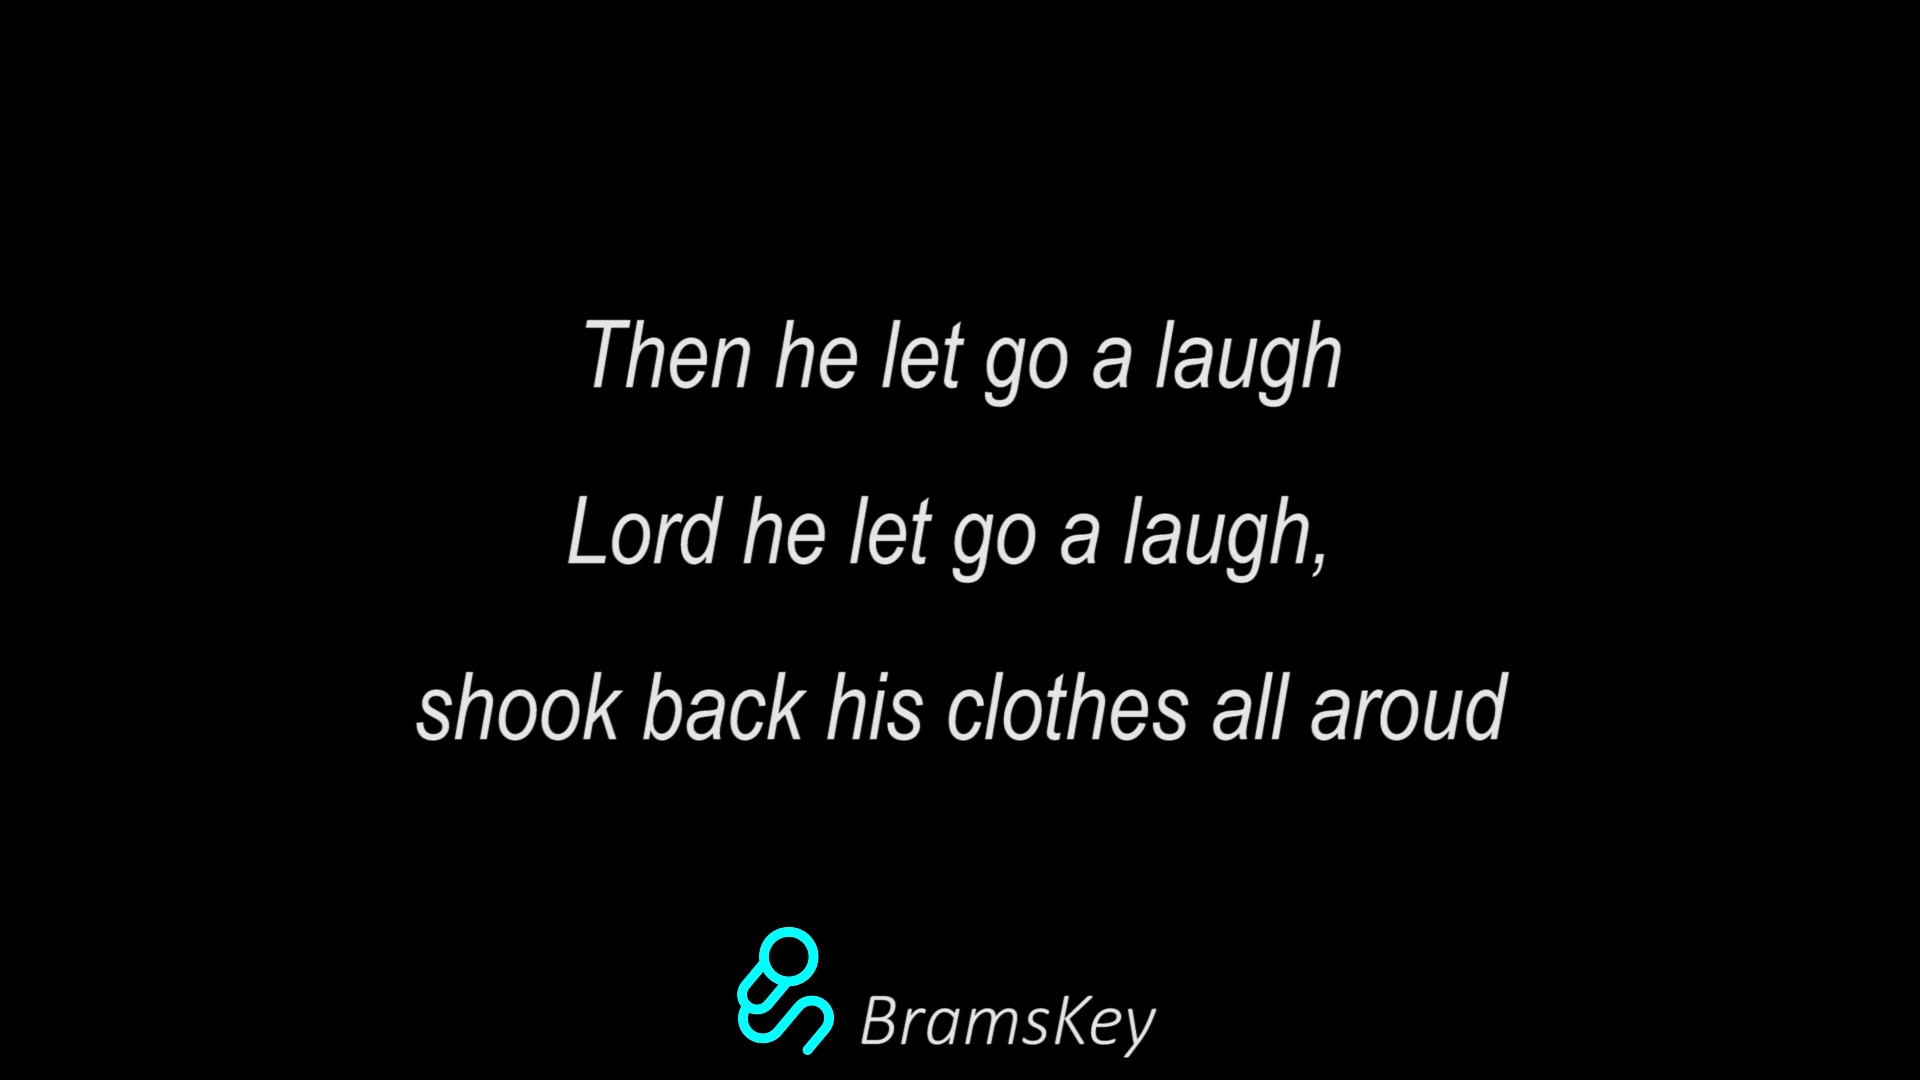 Then he let go a laugh
Lord he let go a laugh,
shook back his clothes all aroud
BramsKey